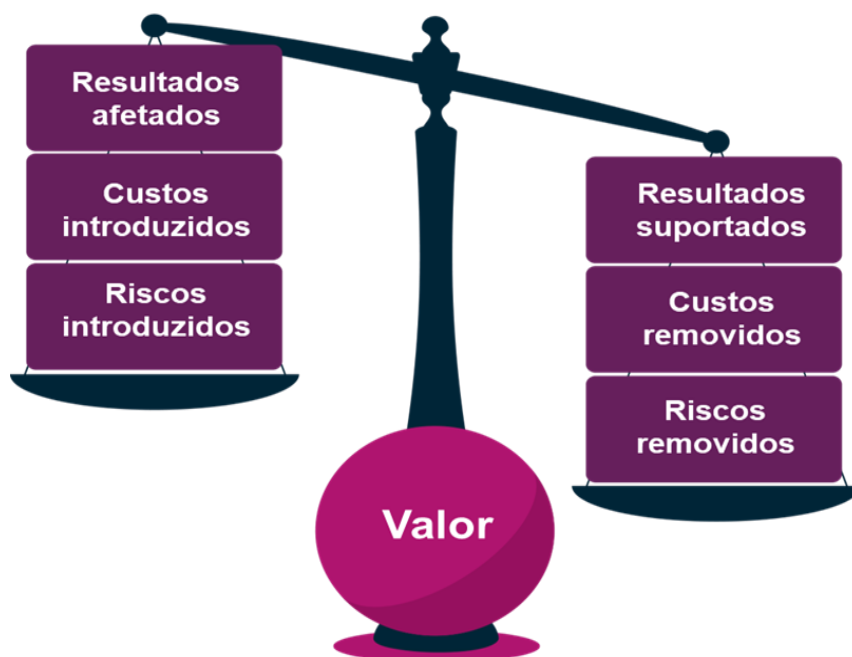 Resultados
afetados
Custos
introduzidos
Riscos
introduzidos
Resultados
suportados
Custos
removidos
Riscos
removidos
Valor